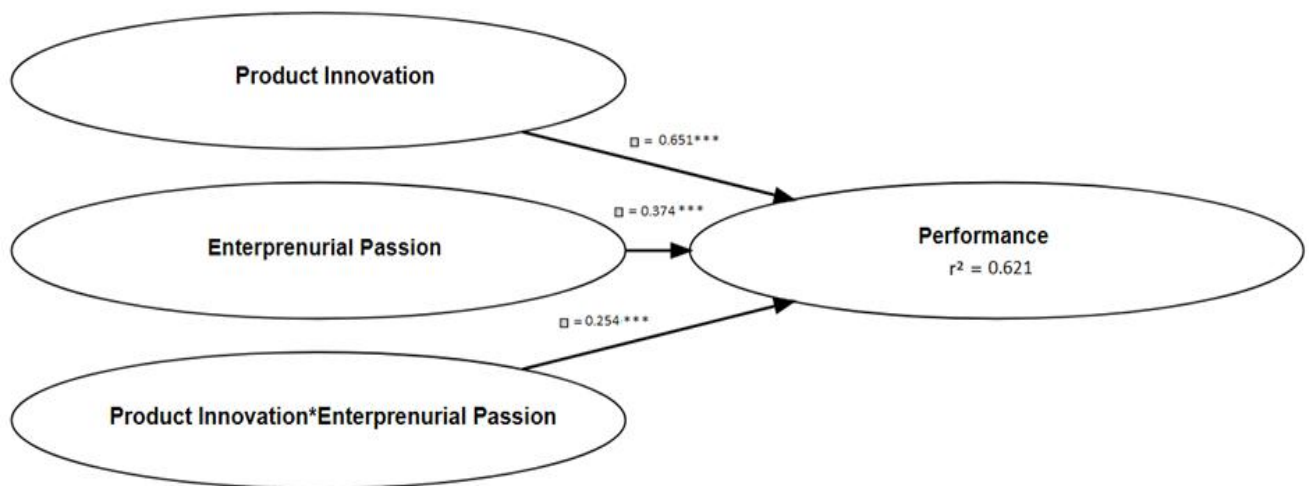 Product Innovation
□ = 0.651***
□ = 0.374 ***
Enterprenurial Passion
Performance
r² = 0.621
□ = 0.254 ***
Product Innovation*Enterprenurial Passion